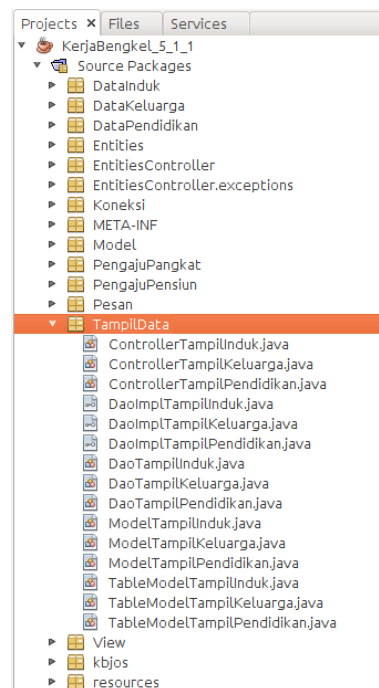 Projects × Files Services
KerjaBengkel_5_1_1
Source Packages
DataInduk
DataKeluarga
DataPendidikan
Entities
EntitiesController
EntitiesController.exceptions
Koneksi
META-INF
Model
PengajuPangkat
PengajuPensiun
Pesan
TampilData
ControllerTampilInduk.java
ControllerTampilKeluarga.java
ControllerTampilPendidikan.java
DaoImplTampilInduk.java
DaoImplTampilKeluarga.java
DaoImplTampilPendidikan.java
DaoTampilInduk.java
DaoTampilKeluarga.java
DaoTampilPendidikan.java
ModelTampilInduk.java
ModelTampilKeluarga.java
ModelTampilPendidikan.java
TableModelTampilInduk.java
TableModelTampilKeluarga.java
TableModelTampilPendidikan.java
View
kbjos
resources